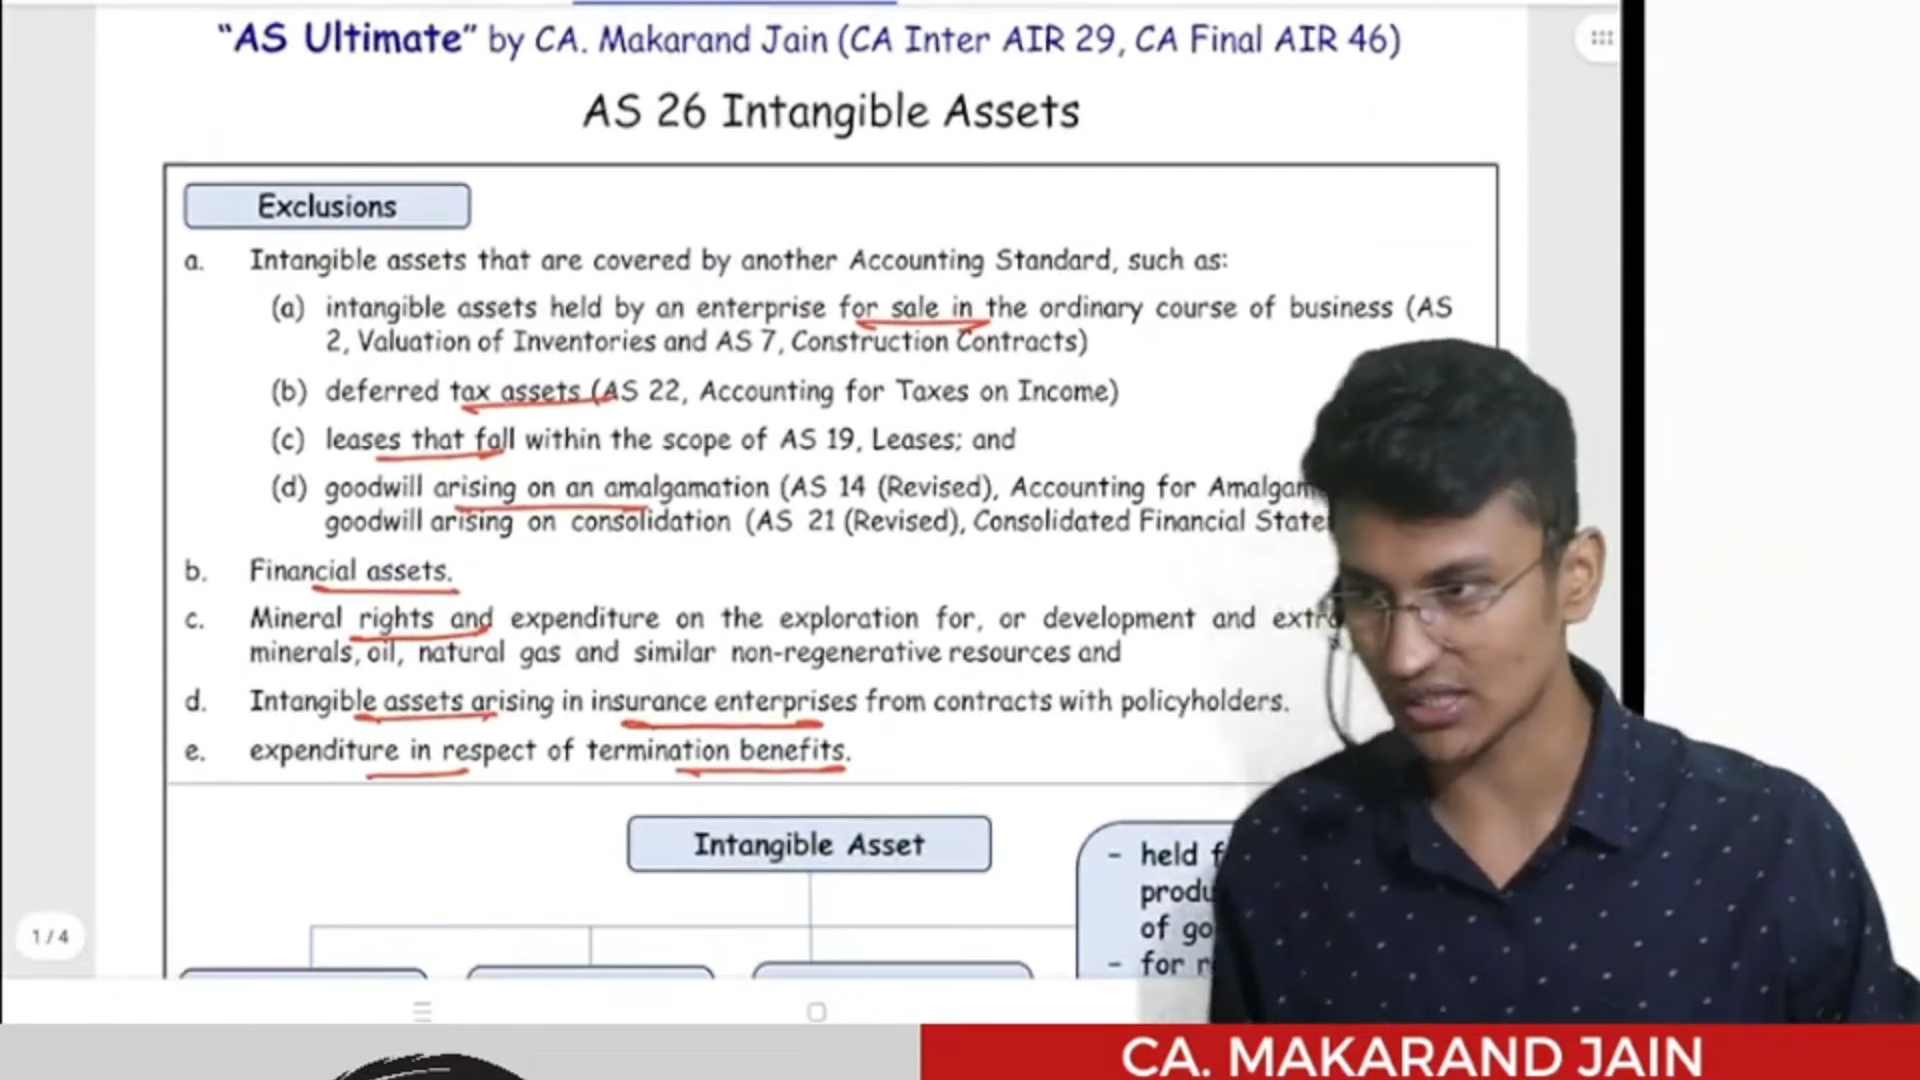 "AS Ultimate" by CA. Makarand Jain (CA Inter AIR 29, CA Final AIR 46)
AS 26 Intangible Assets
Exclusions
a. Intangible assets that are covered by another Accounting Standard, such as:
(a) intangible assets held by an enterprise for sale in the ordinary course of business (AS
2, Valuation of Inventories and AS 7, Construction Contracts)
(b) deferred tax assets (AS 22, Accounting for Taxes on Income)
(c) leases that fall within the scope of AS 19, Leases; and
(d) goodwill arising on an amalgamation (AS 14 (Revised), Accounting for
goodwill arising on consolidation (AS 21 (Revised), Consolidated Financial
b. Financial assets.
c. Mineral rights and expenditure on the exploration for, or development and
minerals, oil, natural gas and similar non-regenerative resources and
d. Intangible assets arising in insurance enterprises from contracts with policyholders.
e. expenditure in respect of termination benefits.
Intangible Asset
- held
of
- for
1/4
CA. MAKARAND JAIN